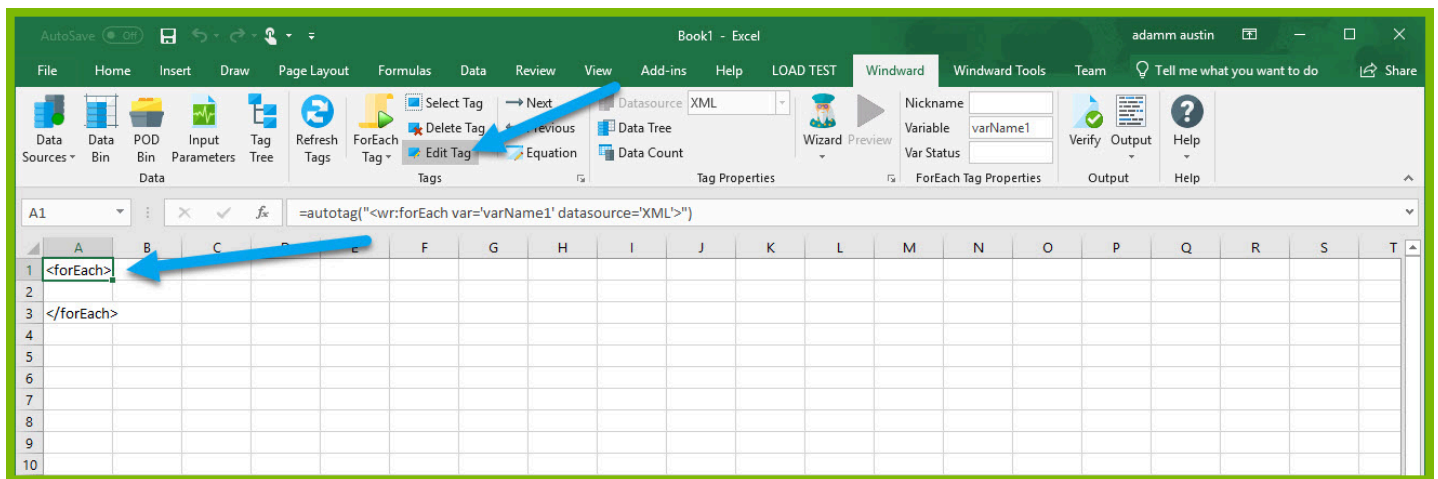 AutoSave Off Book1 - Excel adamm austin
File Home Insert Draw Page Layout Formulas Data Review View Add-ins Help LOAD TEST Windward Windward Tools Team Tell me what you want to do Share
Select Tag Next Datasource XML Nickname
Delete Tag Previous Data Tree Variable varName1
Edit Tag Equation Data Count Var Status
Data Sources Data Bin POD Bin Input Parameters Tag Tree Refresh Tags ForEach Tag Wizard Preview Verify Output Help
Data Tags Tag Properties ForEach Tag Properties Output Help
A1 fx =autotag("<wr:forEach var='varName1' datasource='XML'>")
A B C D E F G H I J K L M N O P Q R S T
1 <forEach>
2
3 </forEach>
4
5
6
7
8
9
10